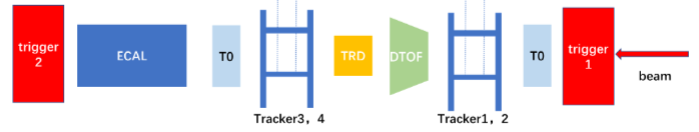 trigger
2
ECAL
T0
TRD
DTOF
T0
trigger
1
beam
Tracker3, 4
Tracker1, 2